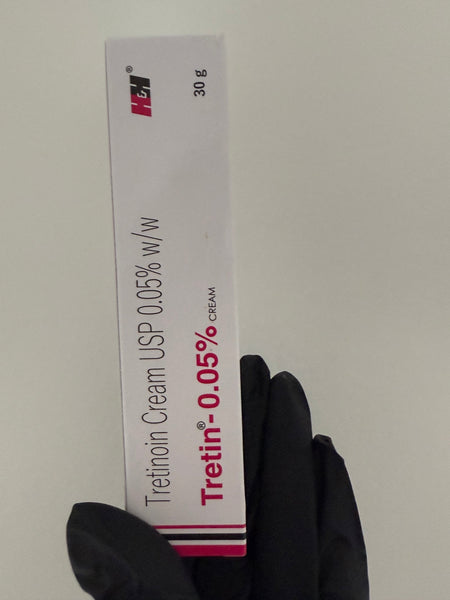 H&H®
30 g
Tretinoin Cream USP 0.05% w/w
Tretin®- 0.05% CREAM